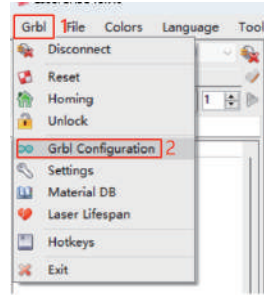 Grbl 1 File Colors Language Tool
Disconnect
Reset
Homing 1
Unlock
Grbl Configuration 2
Settings
Material DB
Laser Lifespan
Hotkeys
Exit